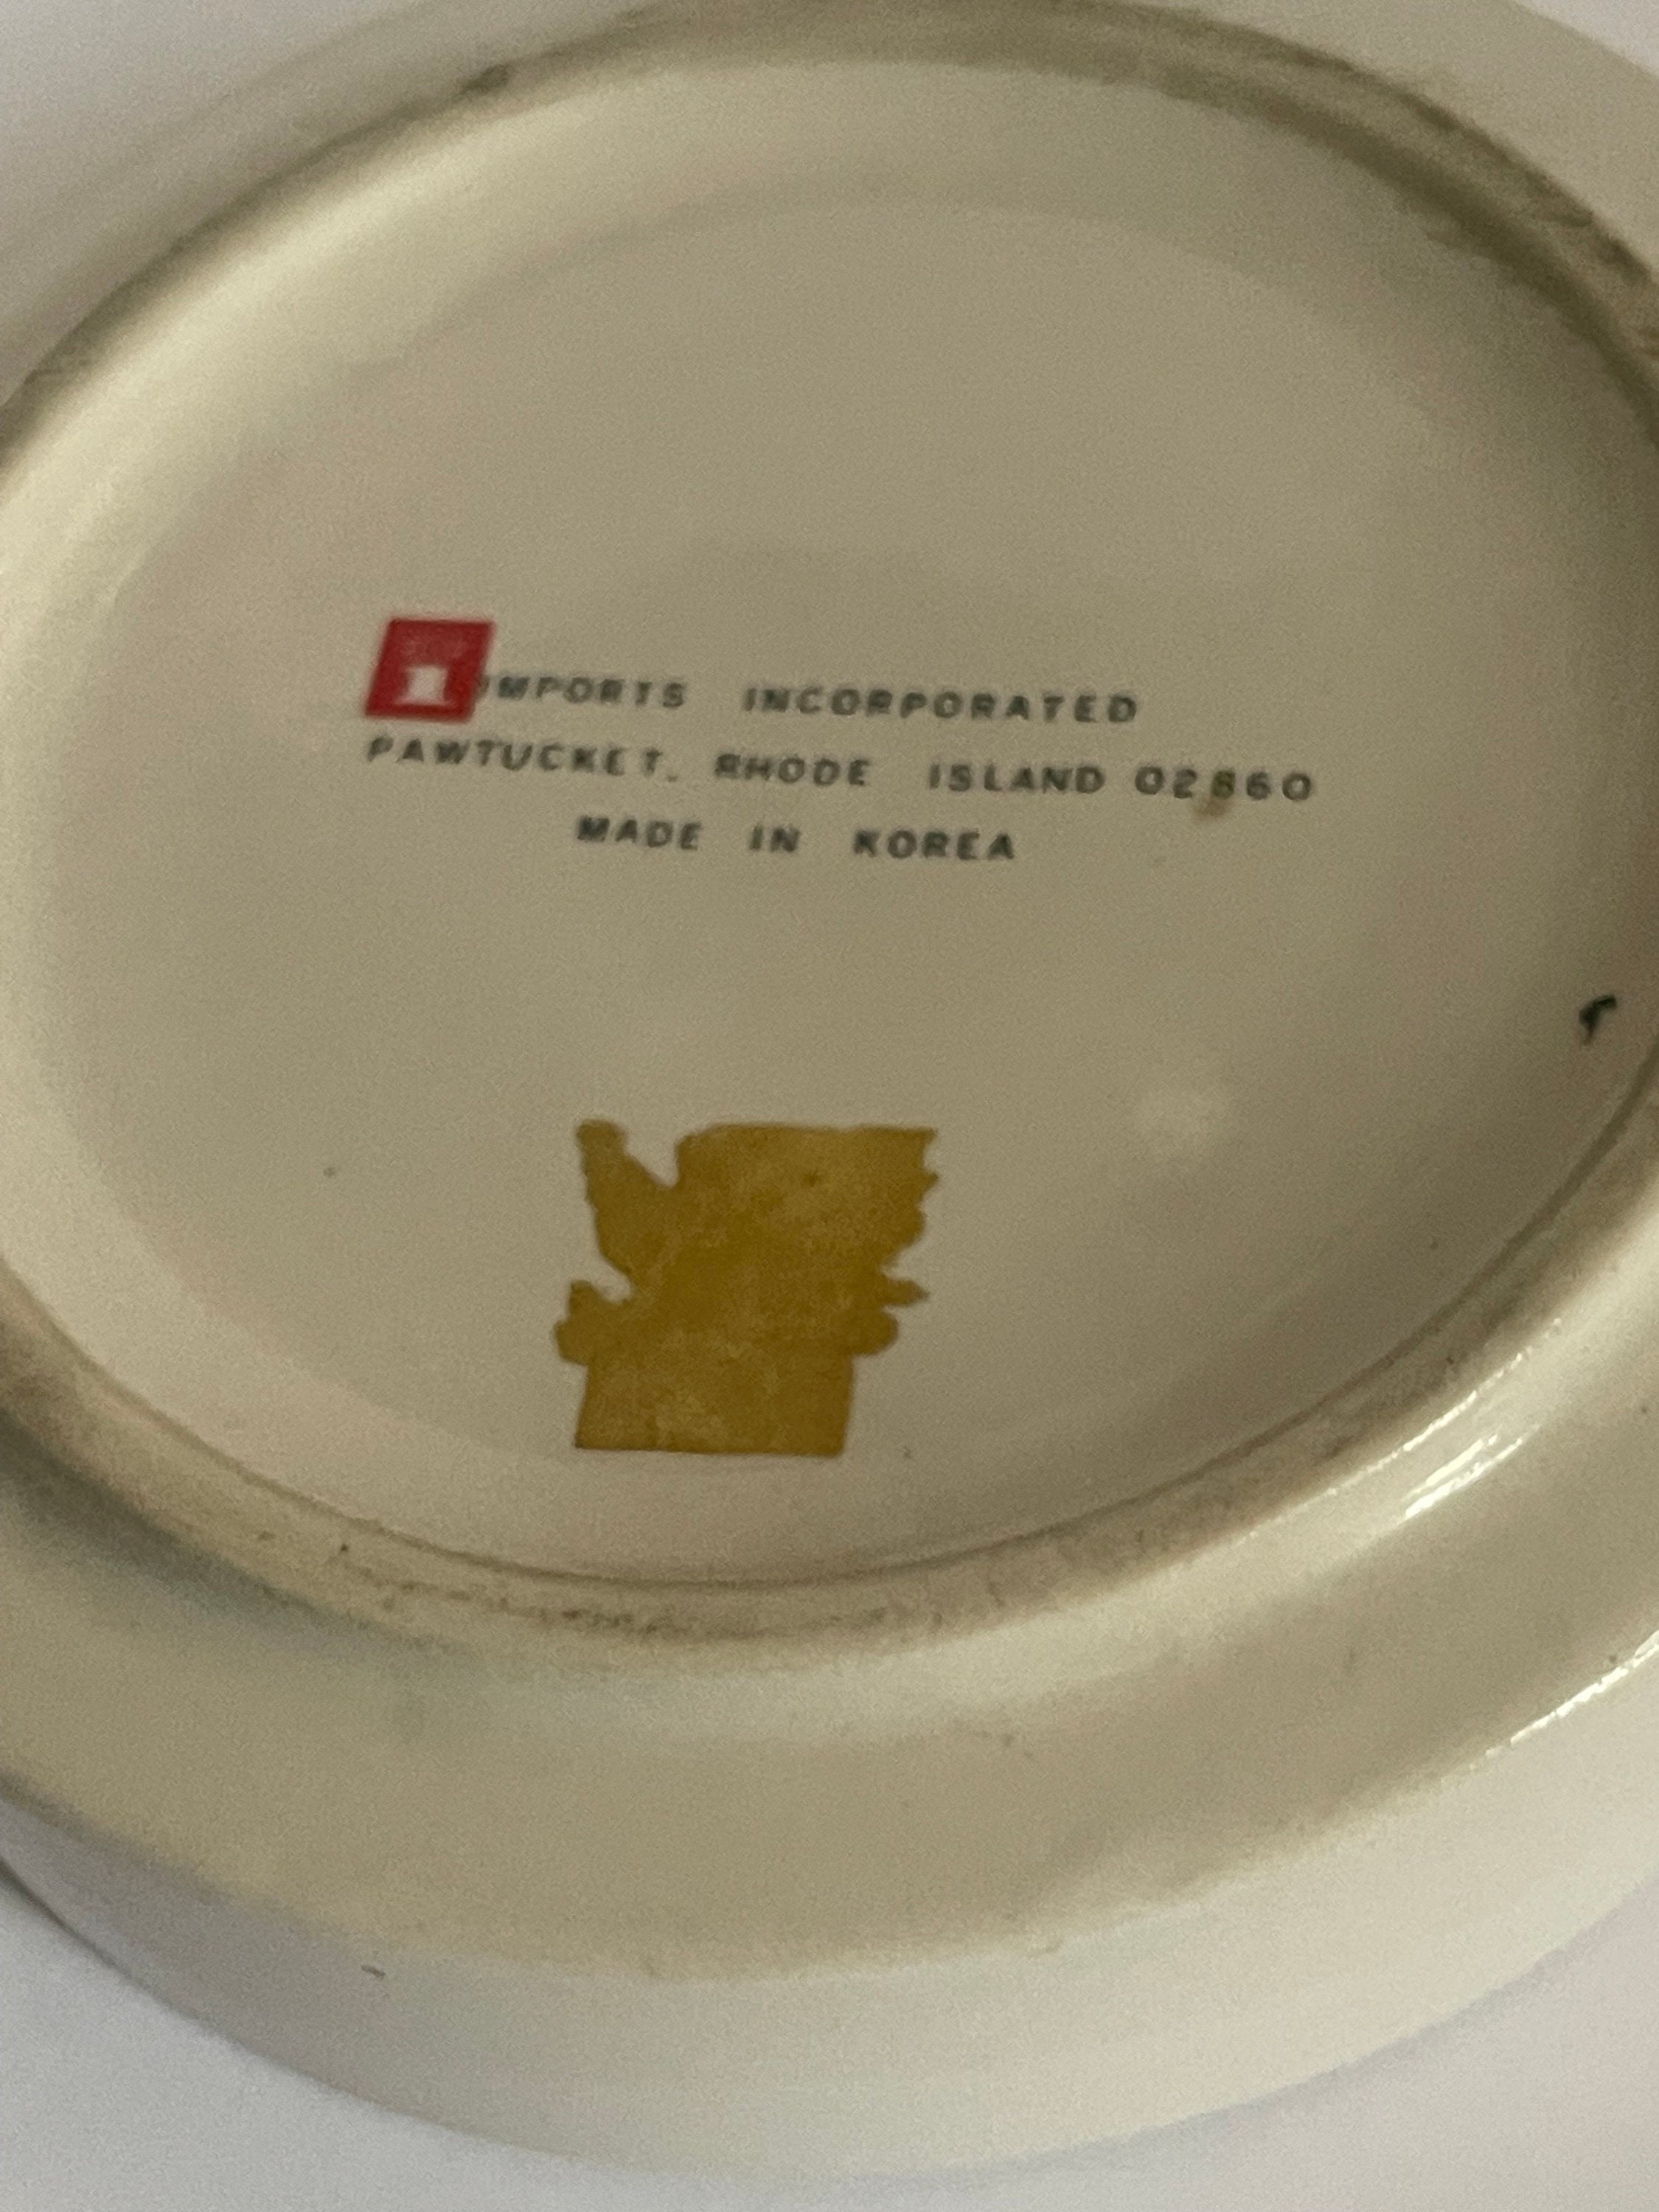 IMPORTS INCORPORATED
PAWTUCKET, RHODE ISLAND 02860
MADE IN KOREA